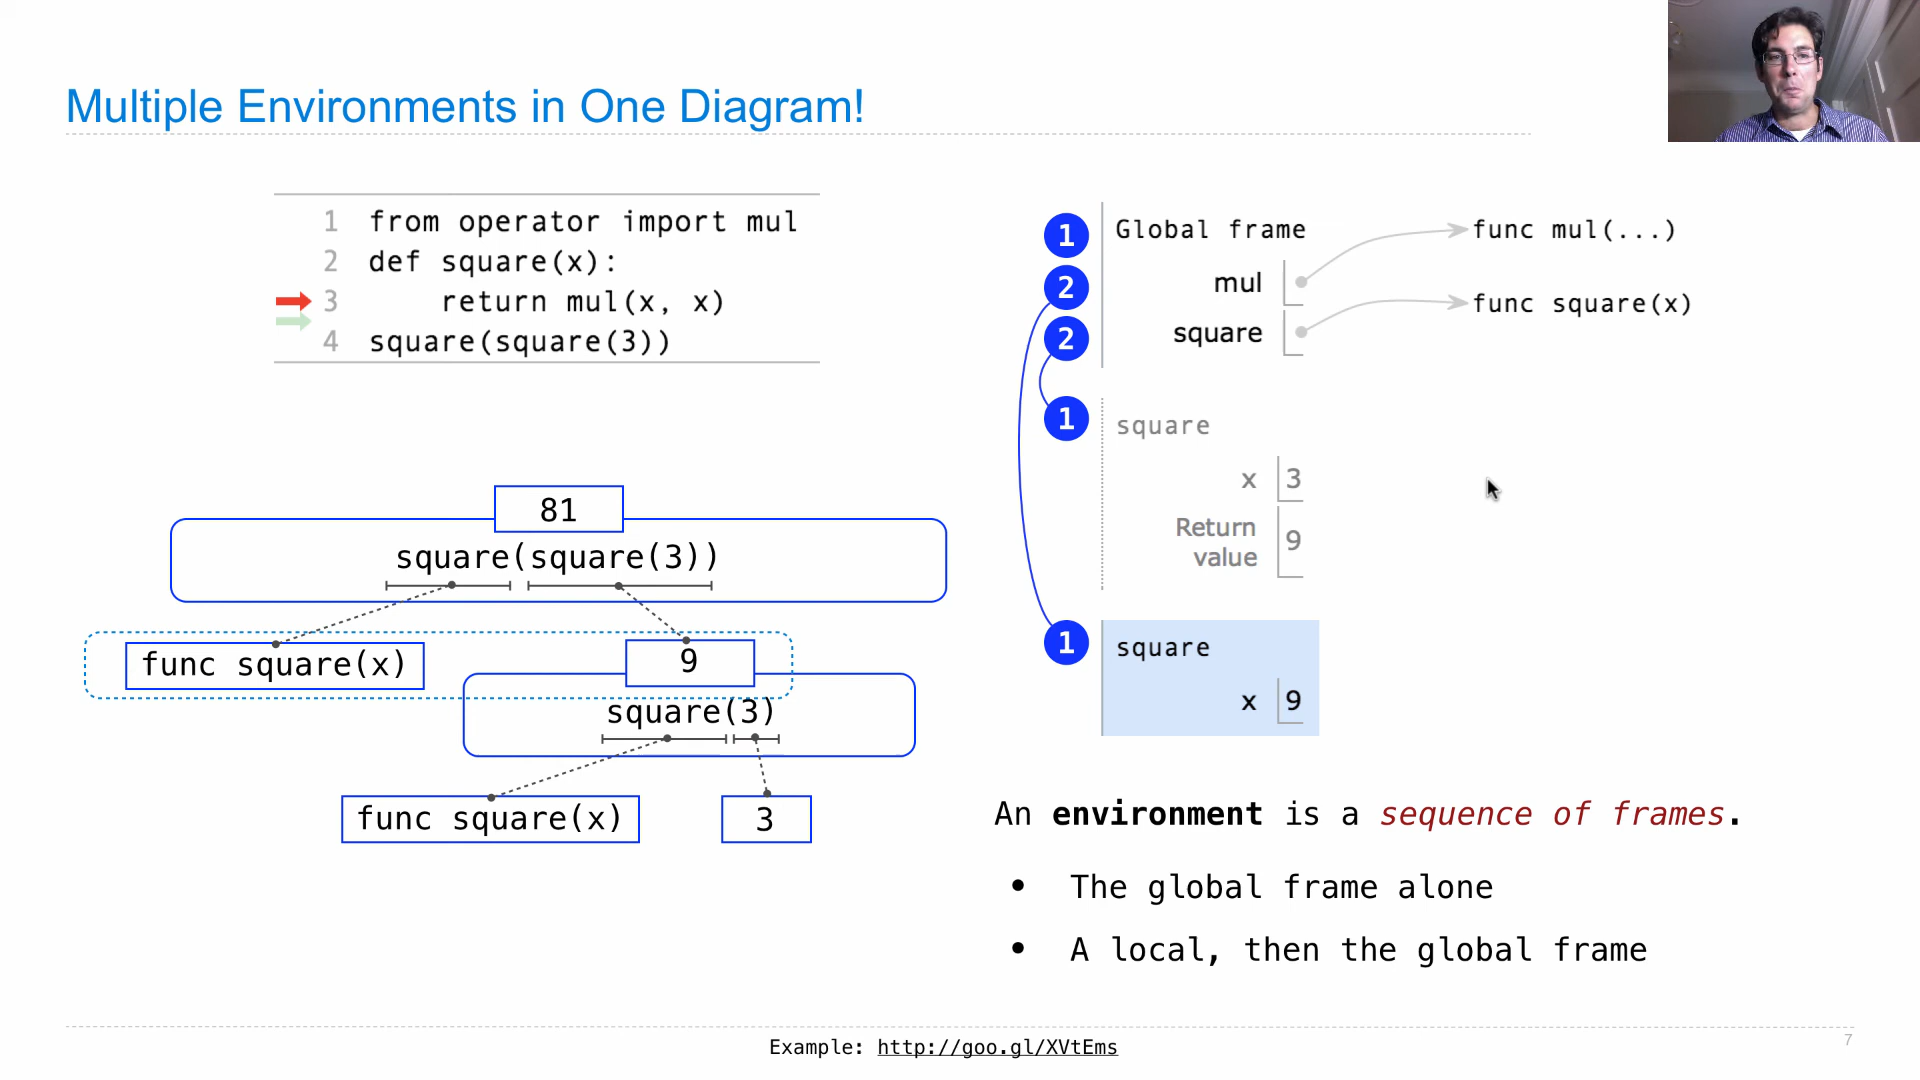 Multiple Environments in One Diagram!
1 from operator import mul
2 def square(x):
3 return mul(x, x)
4 square(square(3))
81
square(square(3))
func square(x)
9
square(3)
func square(x)
3
1 Global frame
func mul(...)
2 mul
func square(x)
2 square
1 square
x 3
Return
value 9
1 square
x 9
An environment is a sequence of frames.
• The global frame alone
• A local, then the global frame
Example: http://goo.gl/XVtEms
7